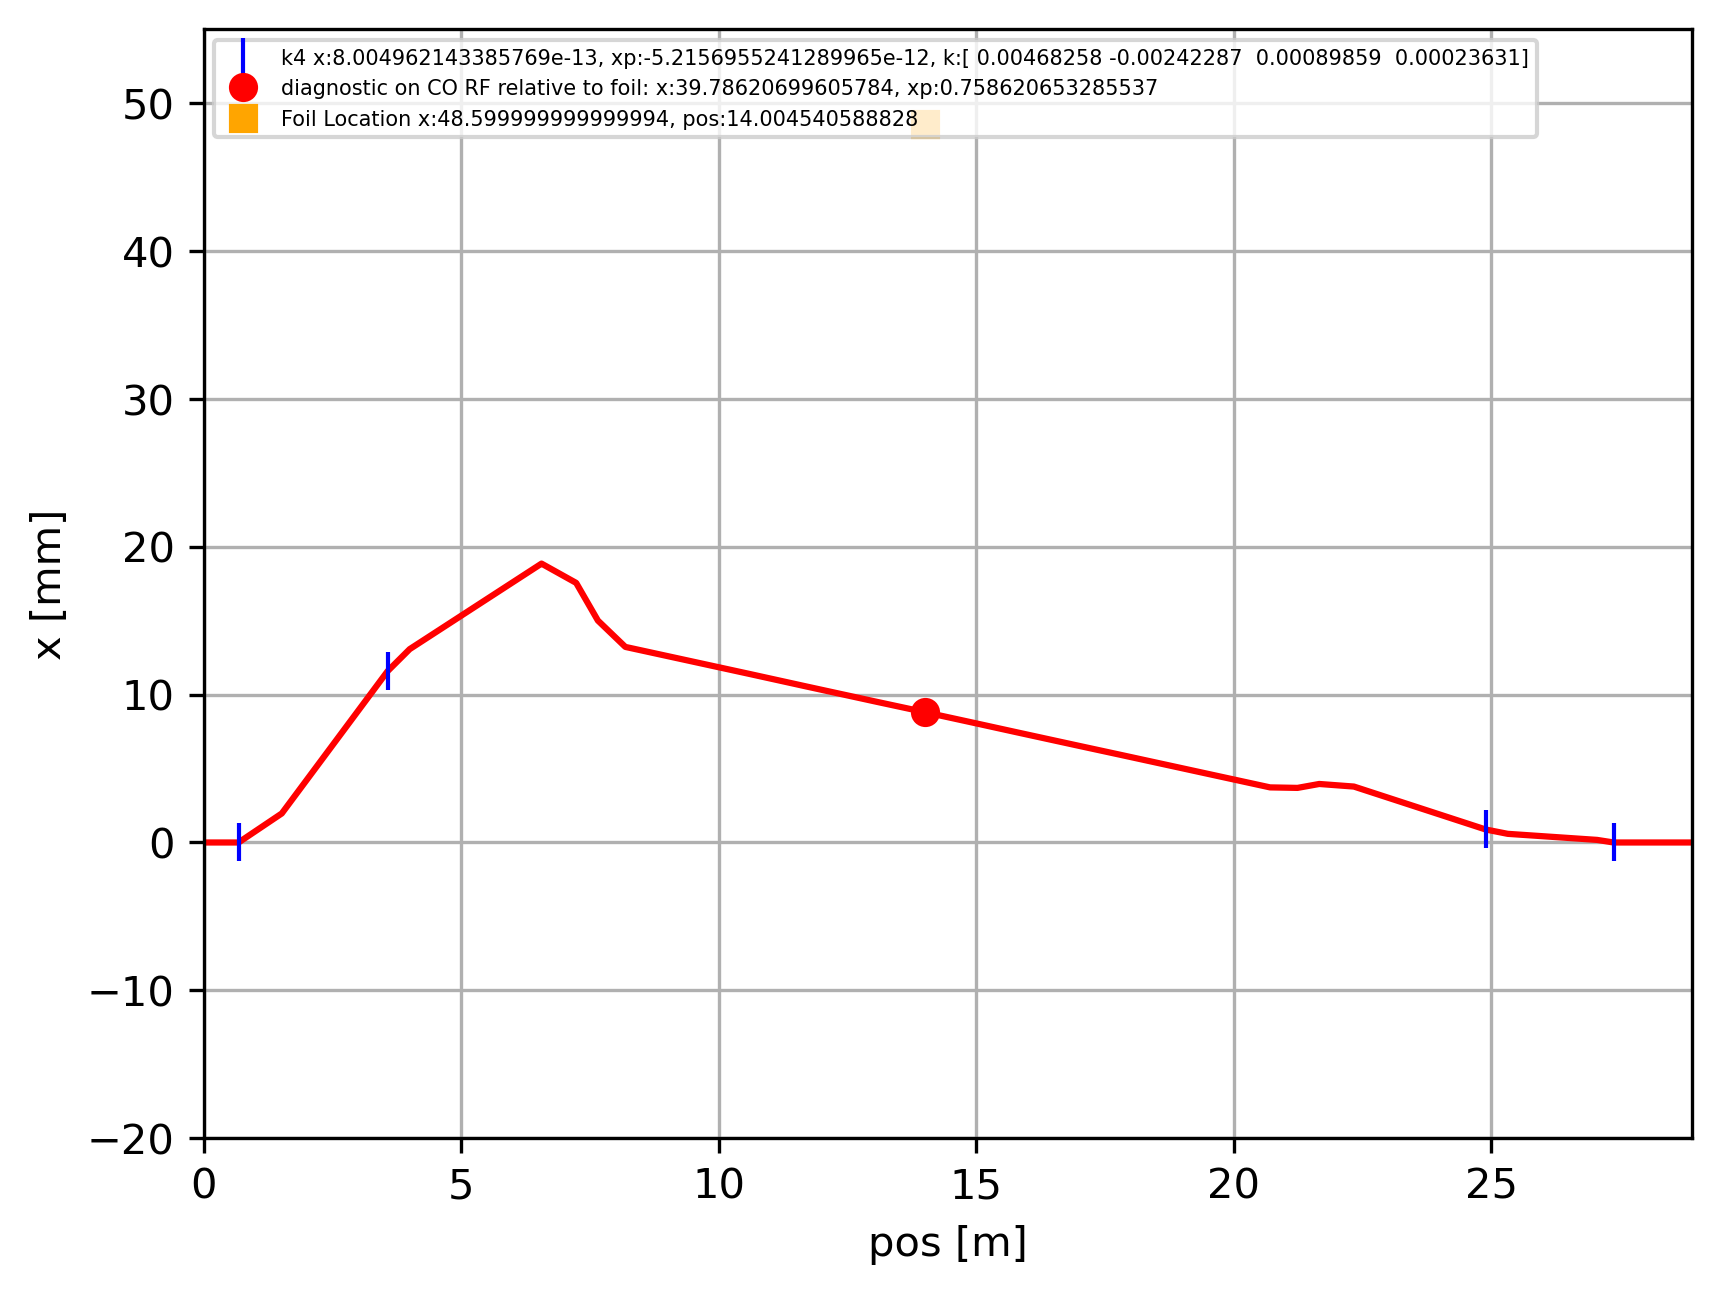 k4 x:8.004962143385769e-13, xp:-5.2156955241289965e-12, k:[ 0.00468258 -0.00242287  0.00089859  0.00023631]
diagnostic on CO RF relative to foil: x:39.78620699605784, xp:0.758620653285537
Foil Location x:48.599999999999994, pos:14.004540588828
50
40
30
20
10
0
−10
−20
x [mm]
0 5 10 15 20 25
pos [m]